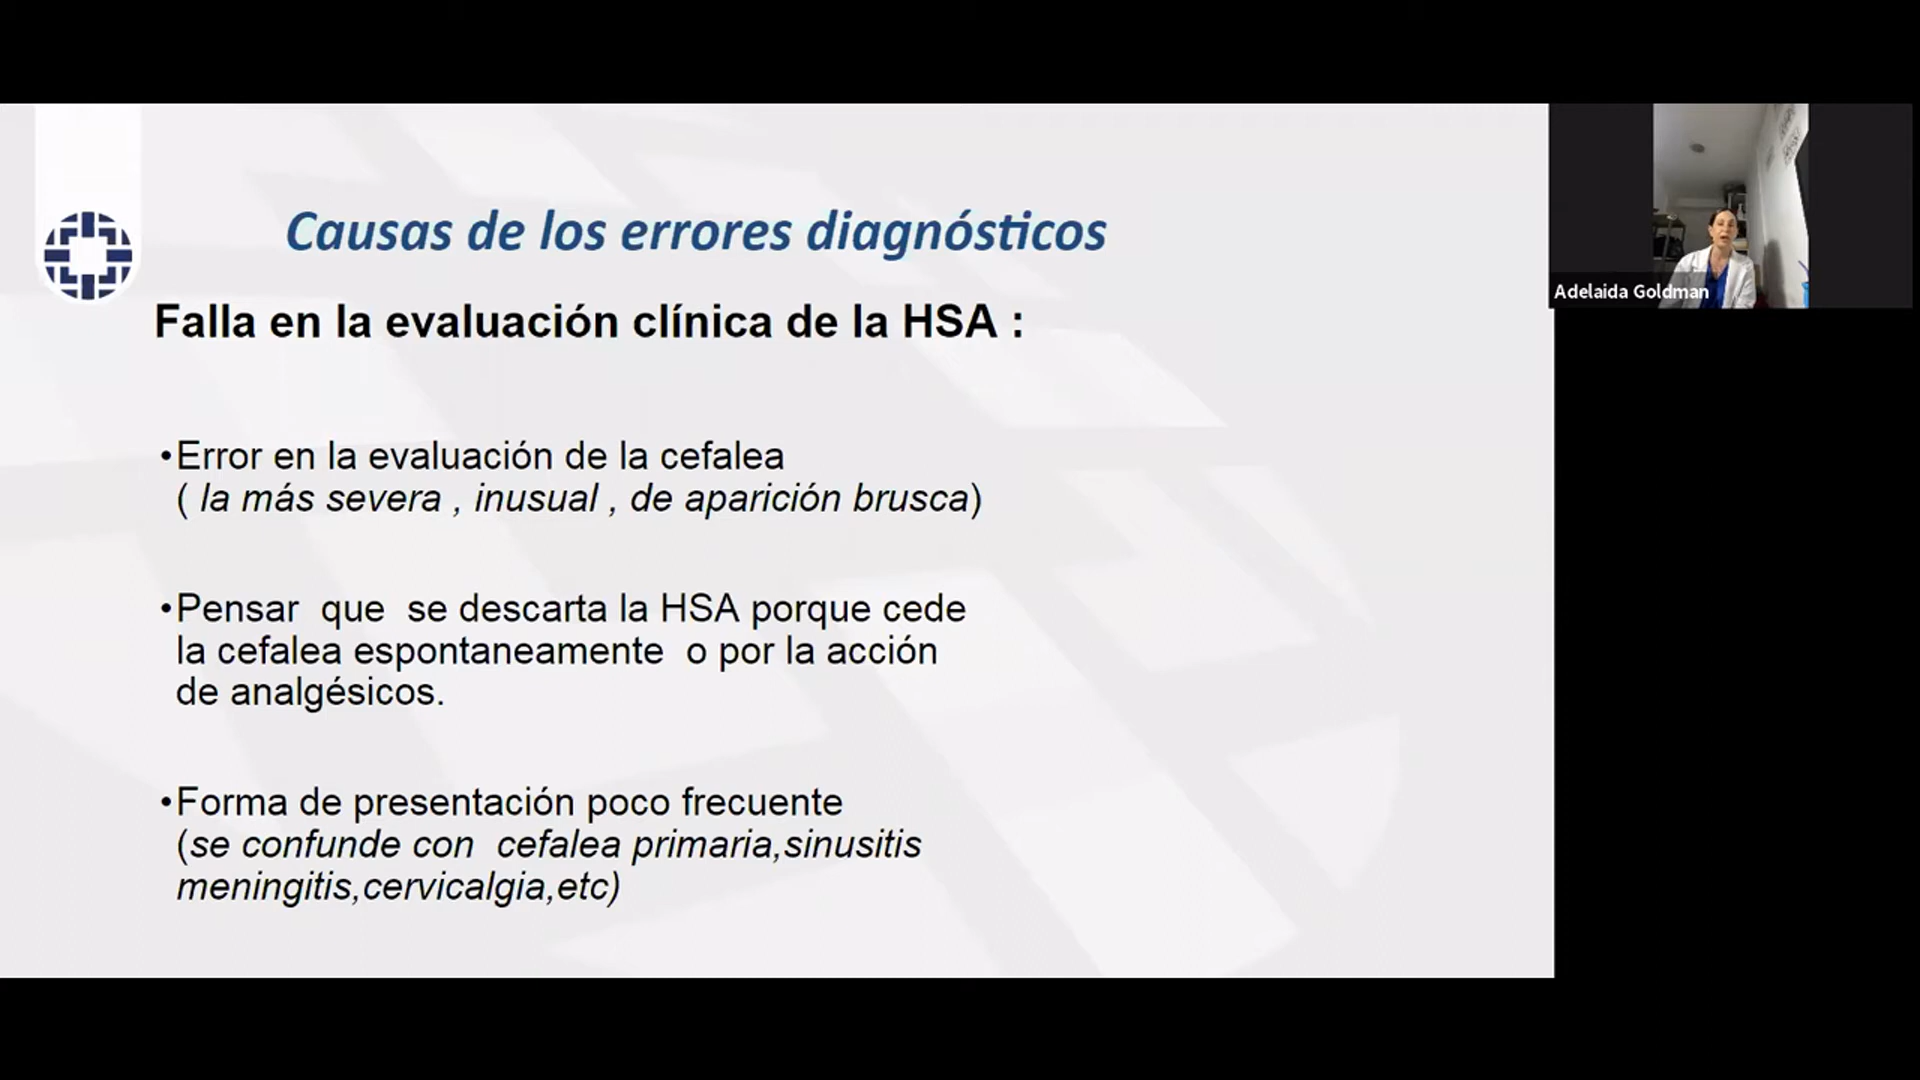 Causas de los errores diagnósticos
Falla en la evaluación clínica de la HSA :
•Error en la evaluación de la cefalea
( la más severa , inusual , de aparición brusca)
•Pensar que se descarta la HSA porque cede
la cefalea espontaneamente o por la acción
de analgésicos.
•Forma de presentación poco frecuente
(se confunde con cefalea primaria,sinusitis
meningitis,cervicalgia,etc)
Adelaida Goldman